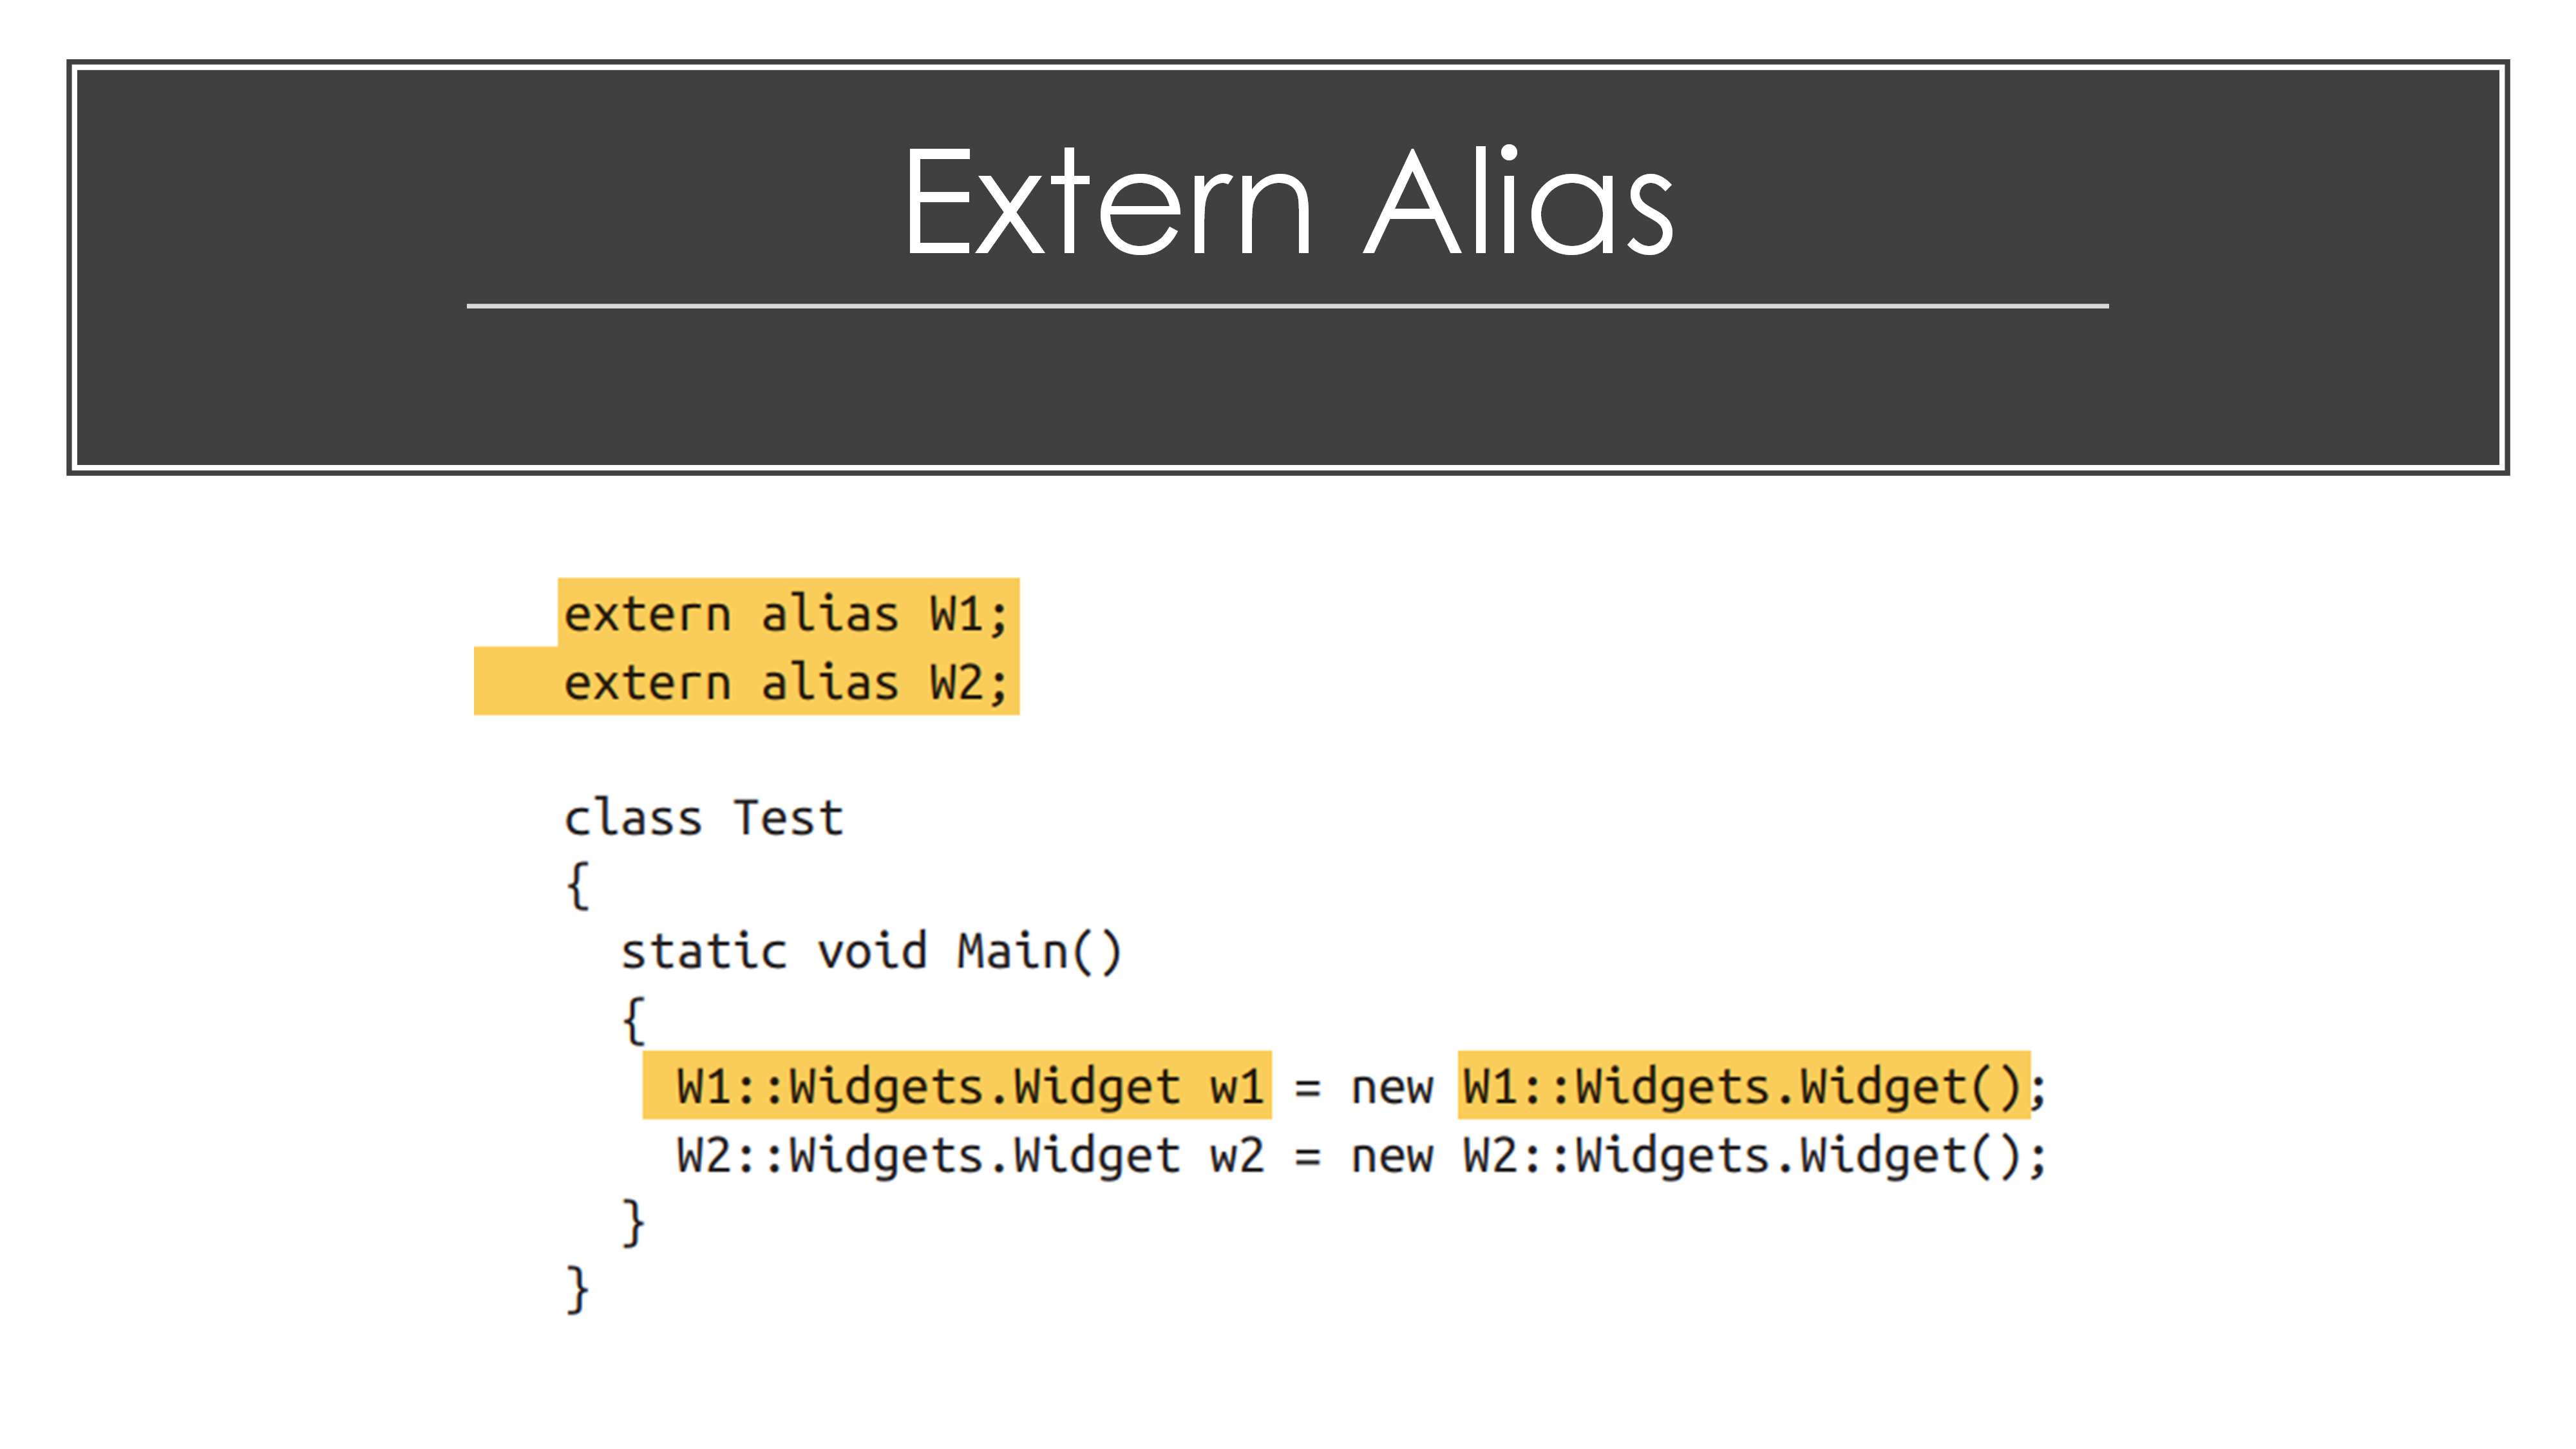 Extern Alias
extern alias W1;
extern alias W2;
class Test
{
static void Main()
{
W1::Widgets.Widget w1 = new W1::Widgets.Widget();
W2::Widgets.Widget w2 = new W2::Widgets.Widget();
}
}